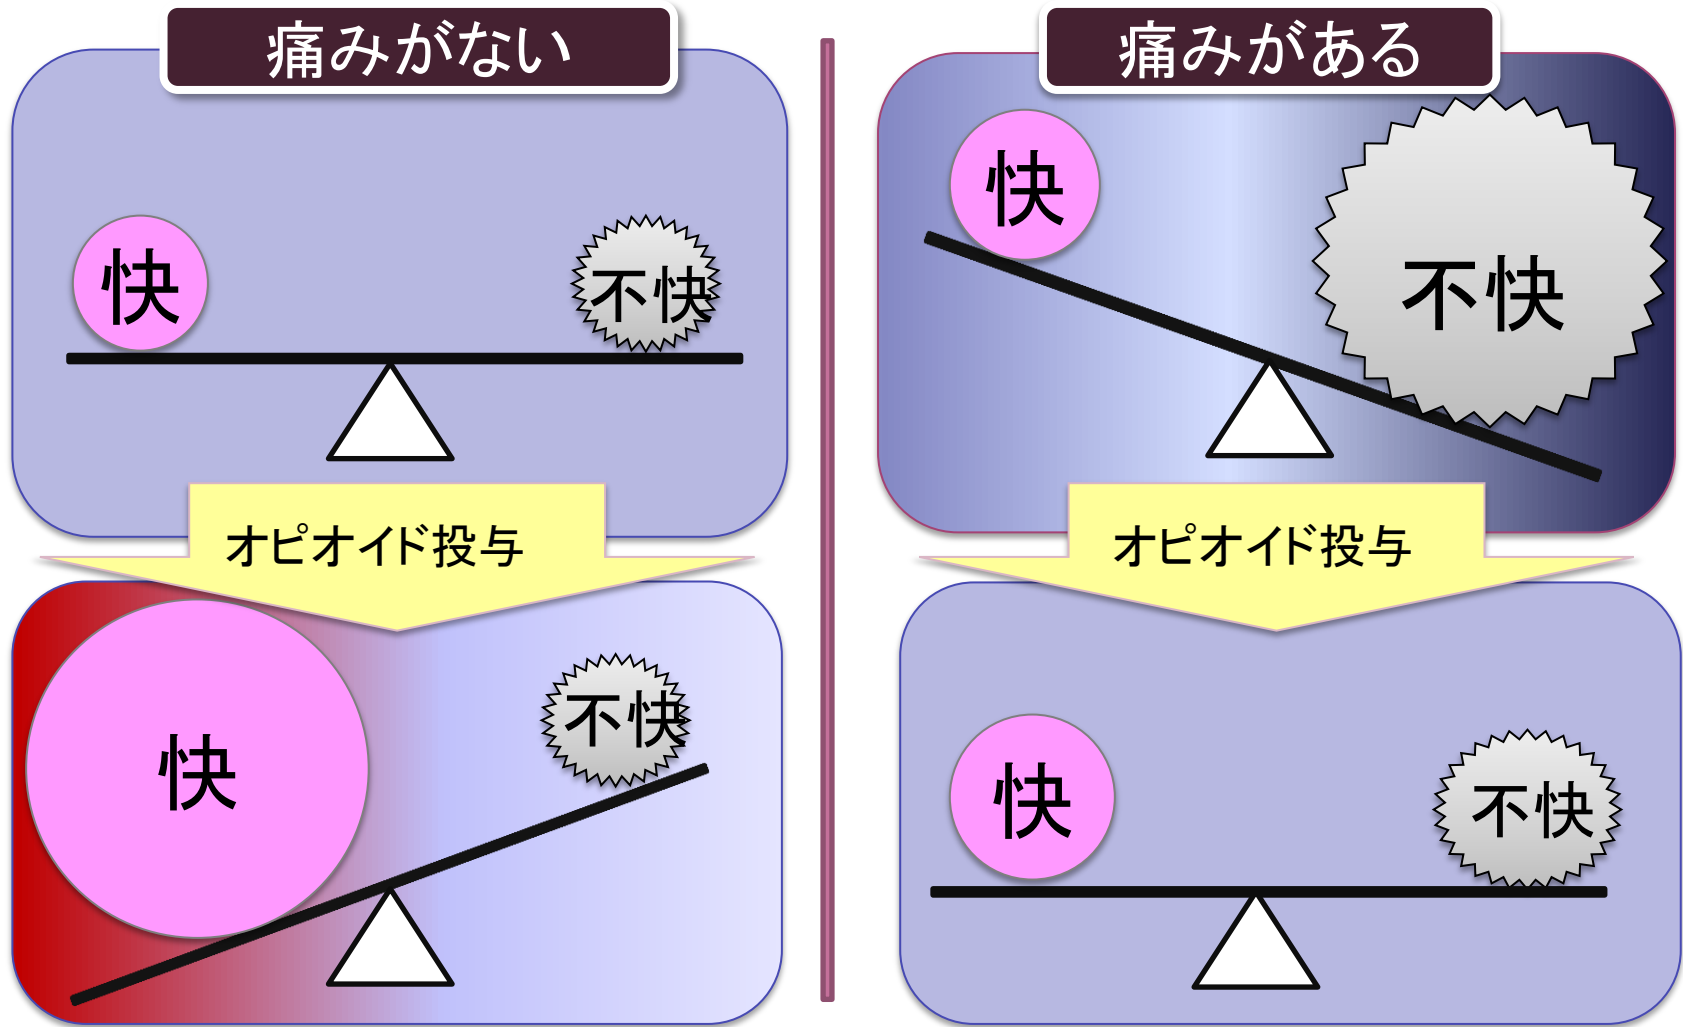 痛みがない
快
不快
オピオイド投与
快
不快
痛みがある
快
不快
オピオイド投与
快
不快